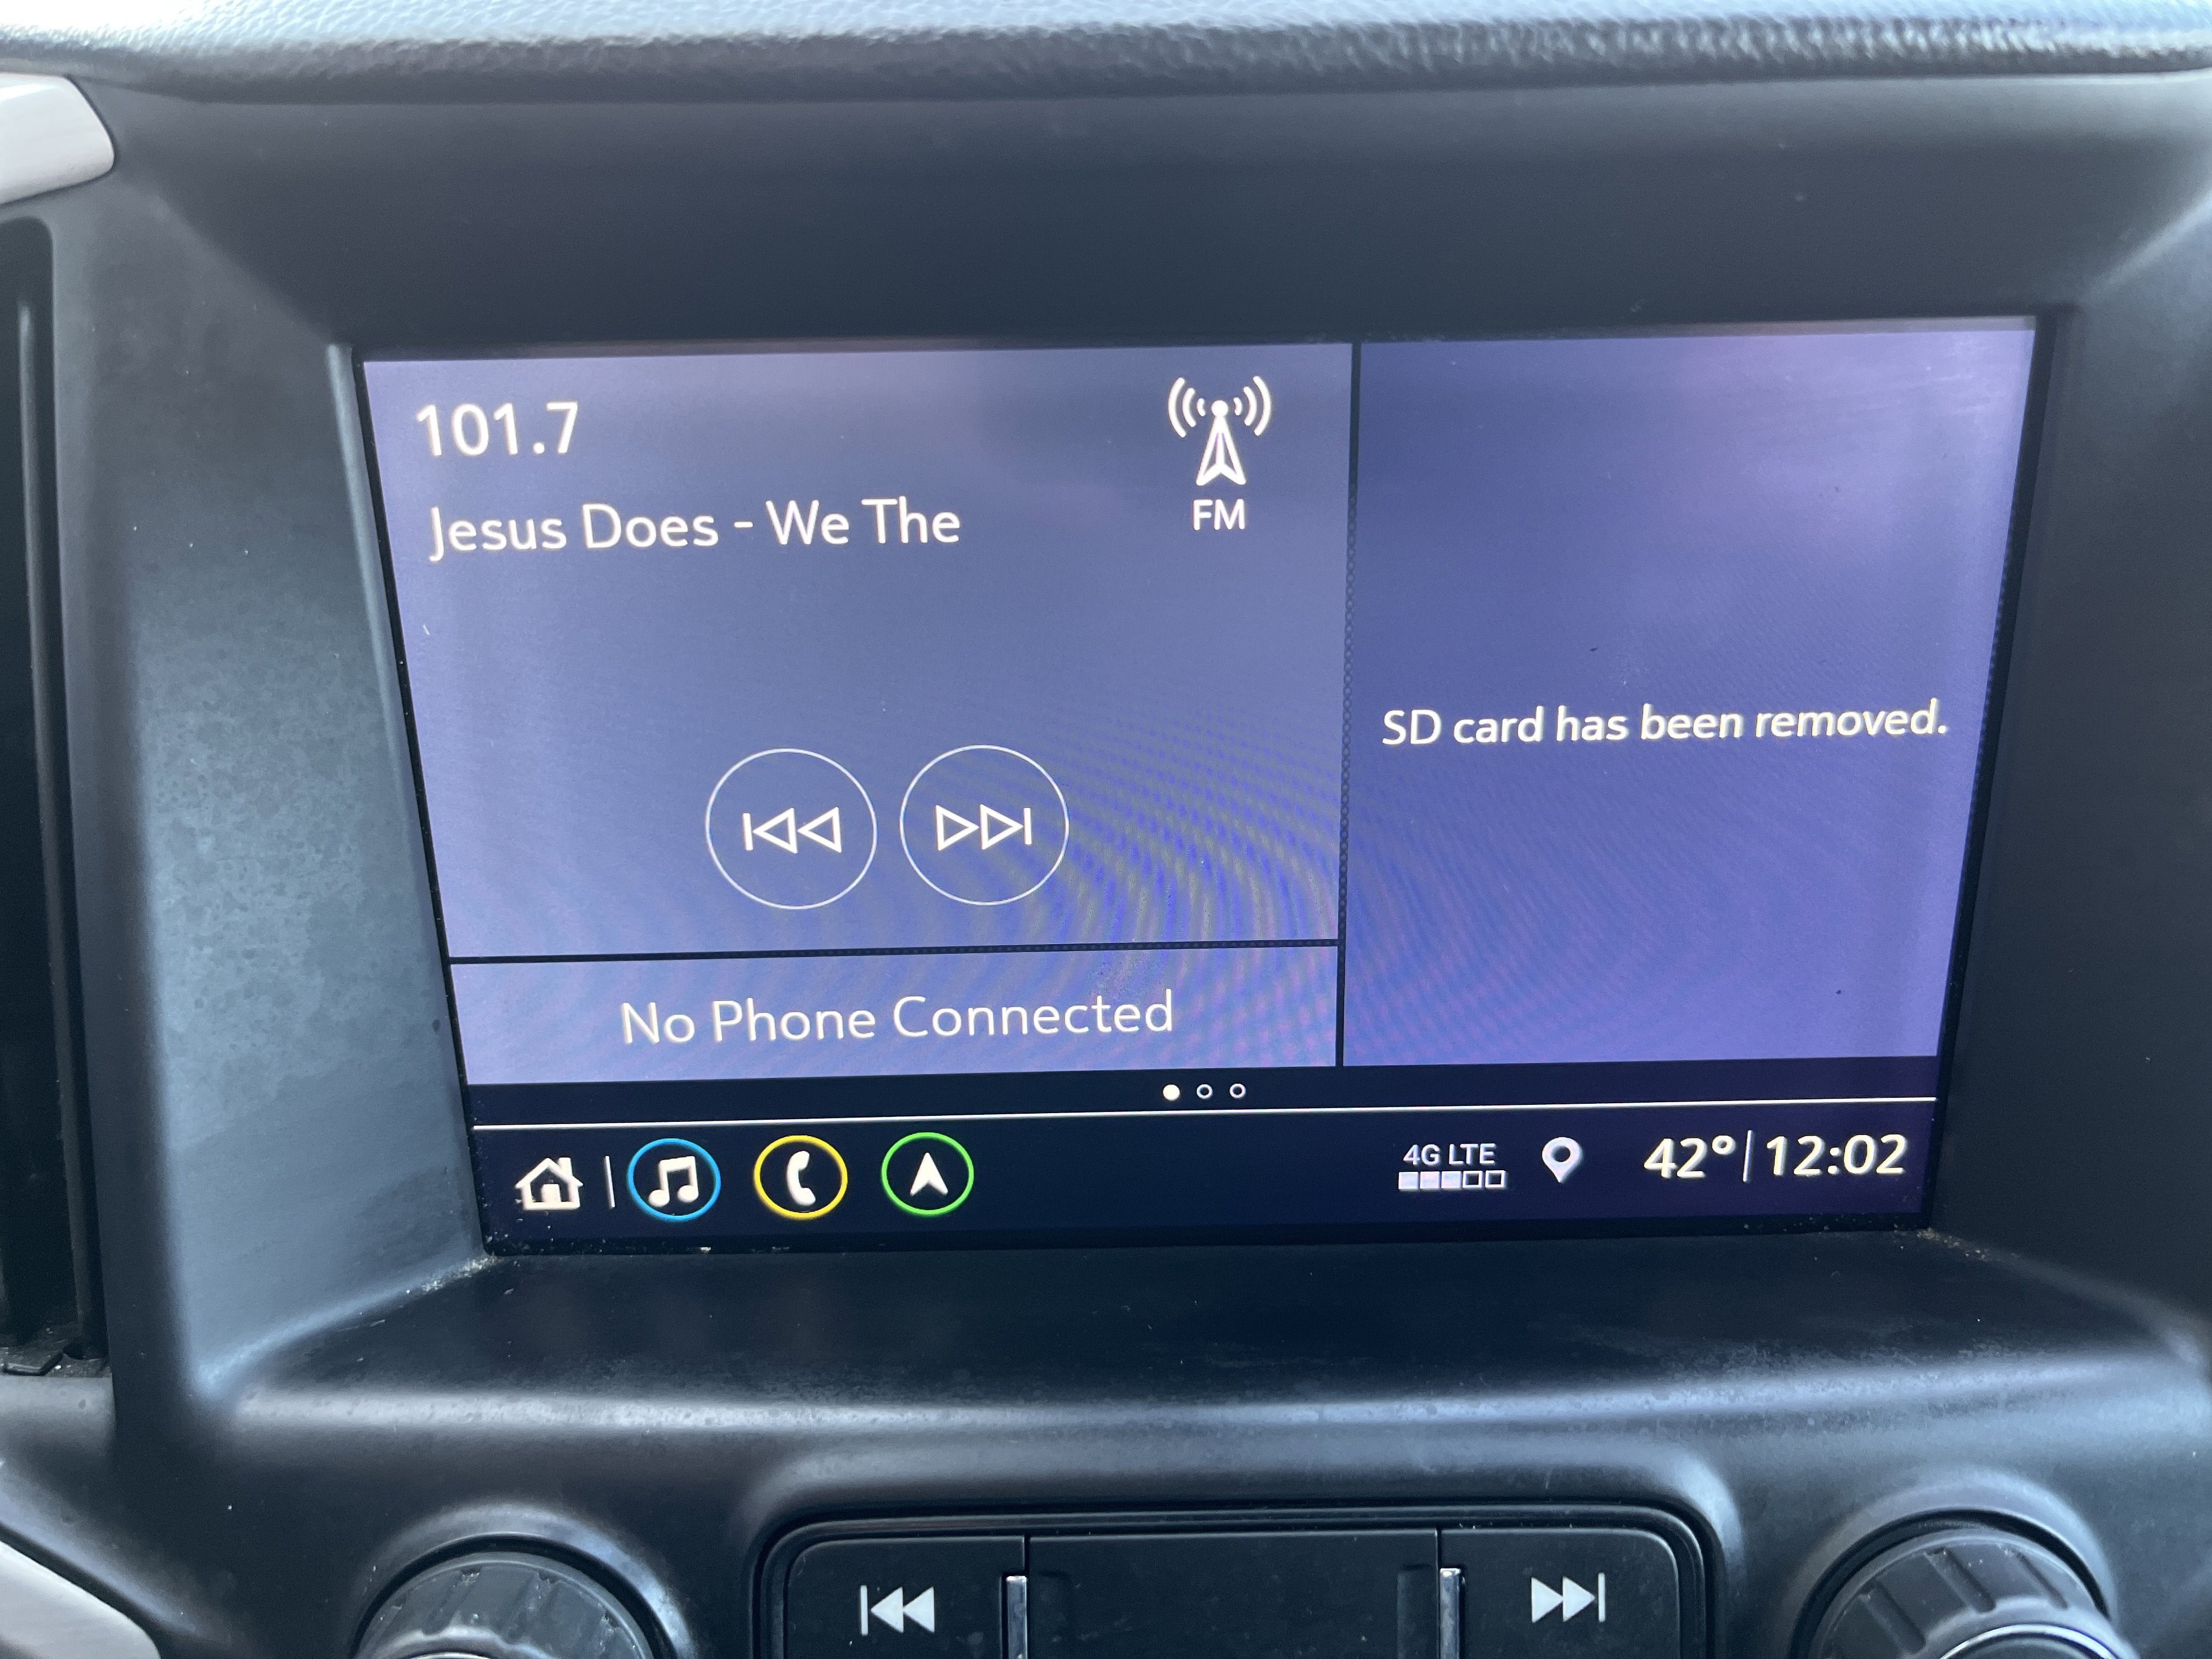 101.7
FM
Jesus Does - We The
SD card has been removed.
No Phone Connected
4G LTE
42° | 12:02